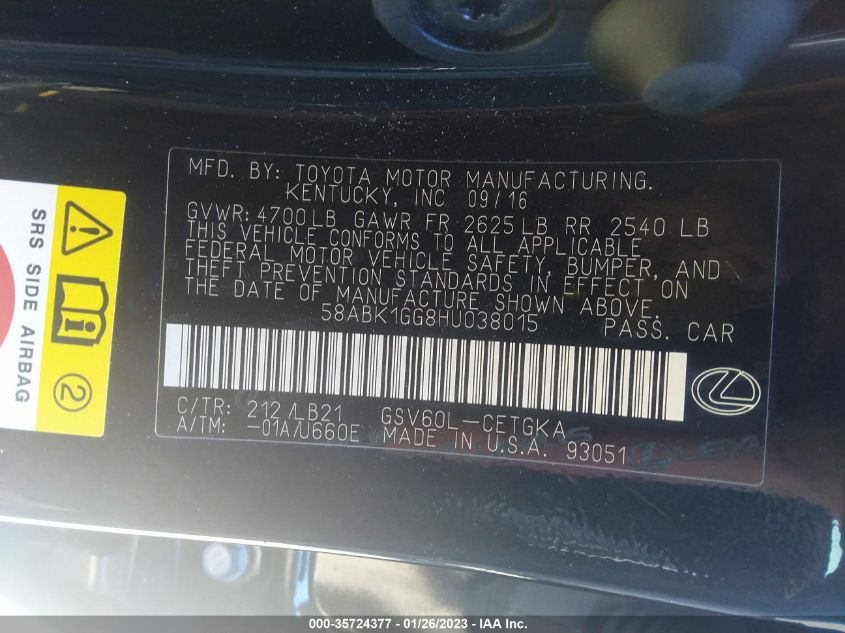 MFD. BY: TOYOTA MOTOR MANUFACTURING.
KENTUCKY, INC 09/16
GVWR: 4700LB GAWR FR 2625LB RR 2540 LB
THIS VEHICLE CONFORMS TO ALL APPLICABLE
FEDERAL MOTOR VEHICLE SAFETY, BUMPER, AND
THEFT PREVENTION STANDARDS IN EFFECT ON
THE DATE OF MANUFACTURE SHOWN ABOVE.
58ABK1GG8HU038015 PASS. CAR
C/TR: 212/LB21 GSV60L-CETGKA
A/TM: -01A/U660E MADE IN U.S.A. 93051
SRS SIDE AIRBAG
2
000-35724377 - 01/26/2023 - IAA Inc.